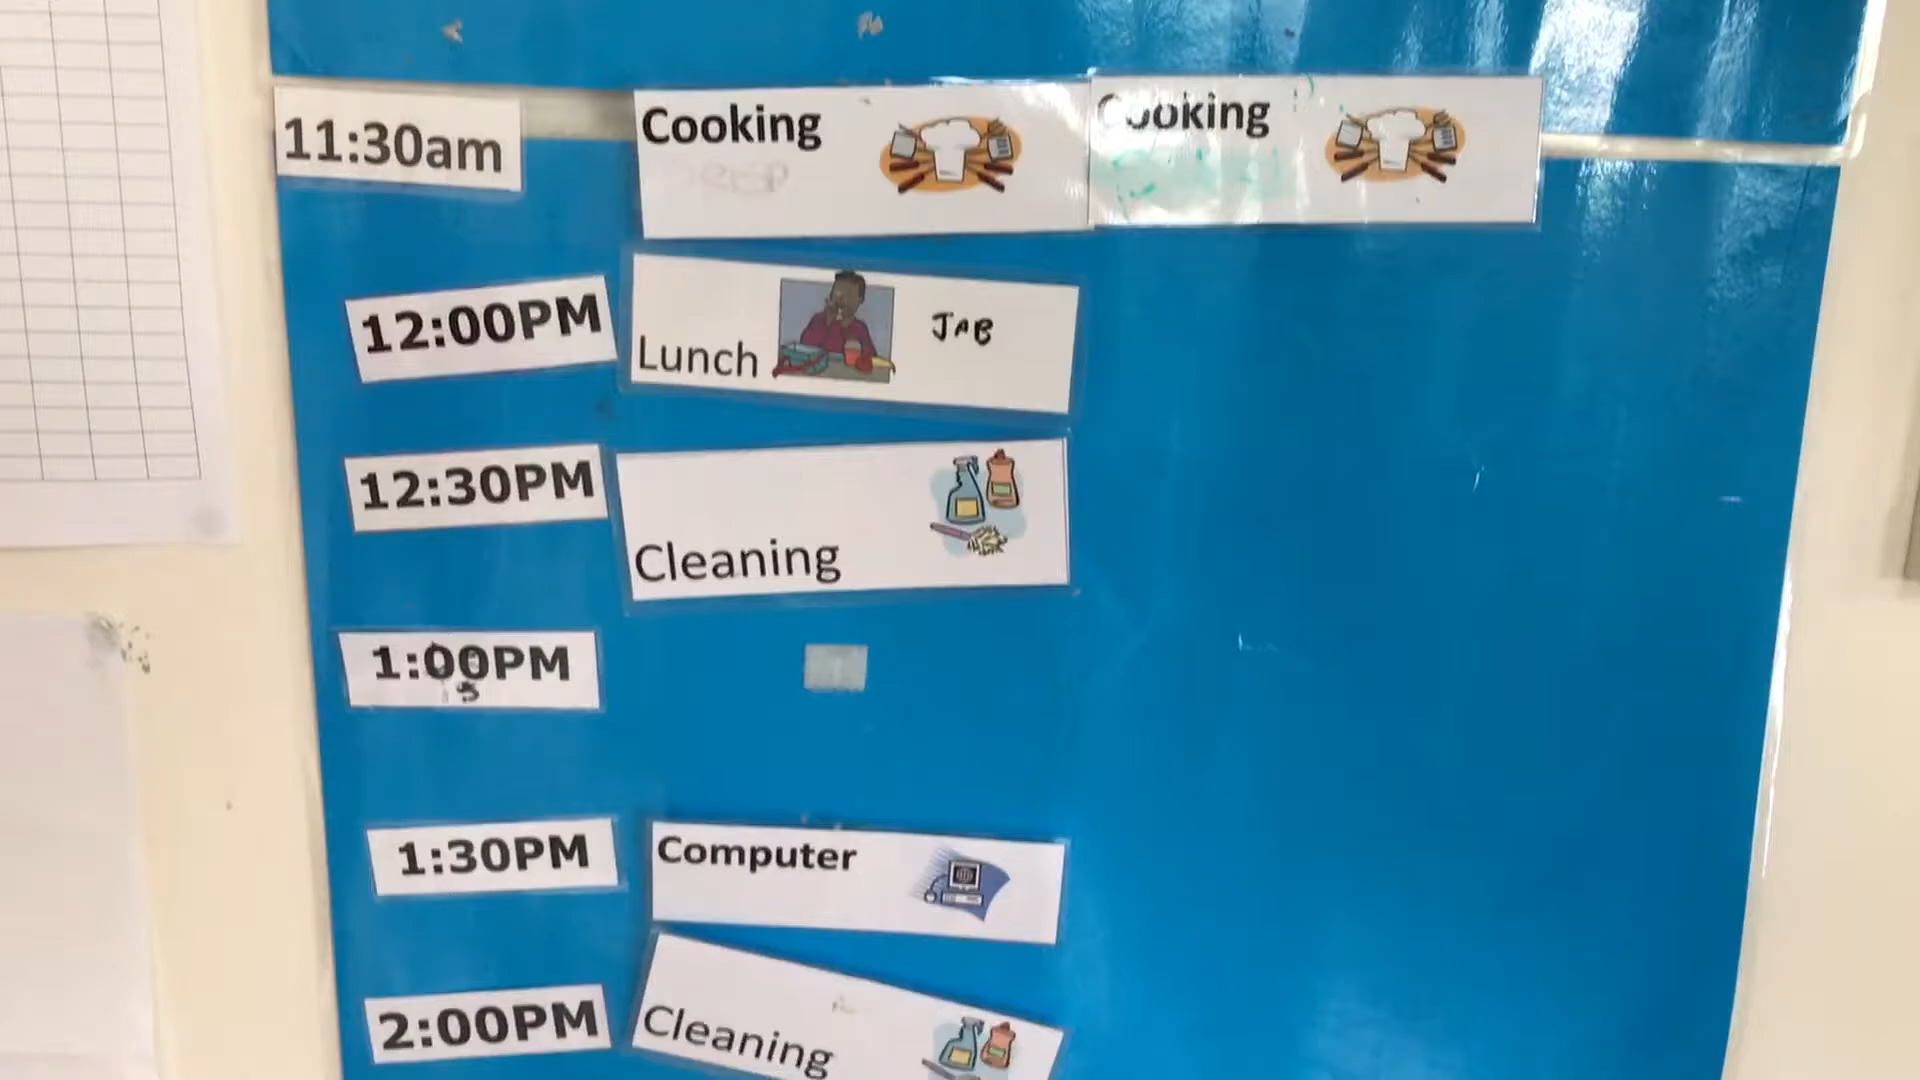 11:30am
Cooking
Cooking
12:00PM
Lunch
JAB
12:30PM
Cleaning
1:00PM
5
1:30PM
Computer
2:00PM
Cleaning